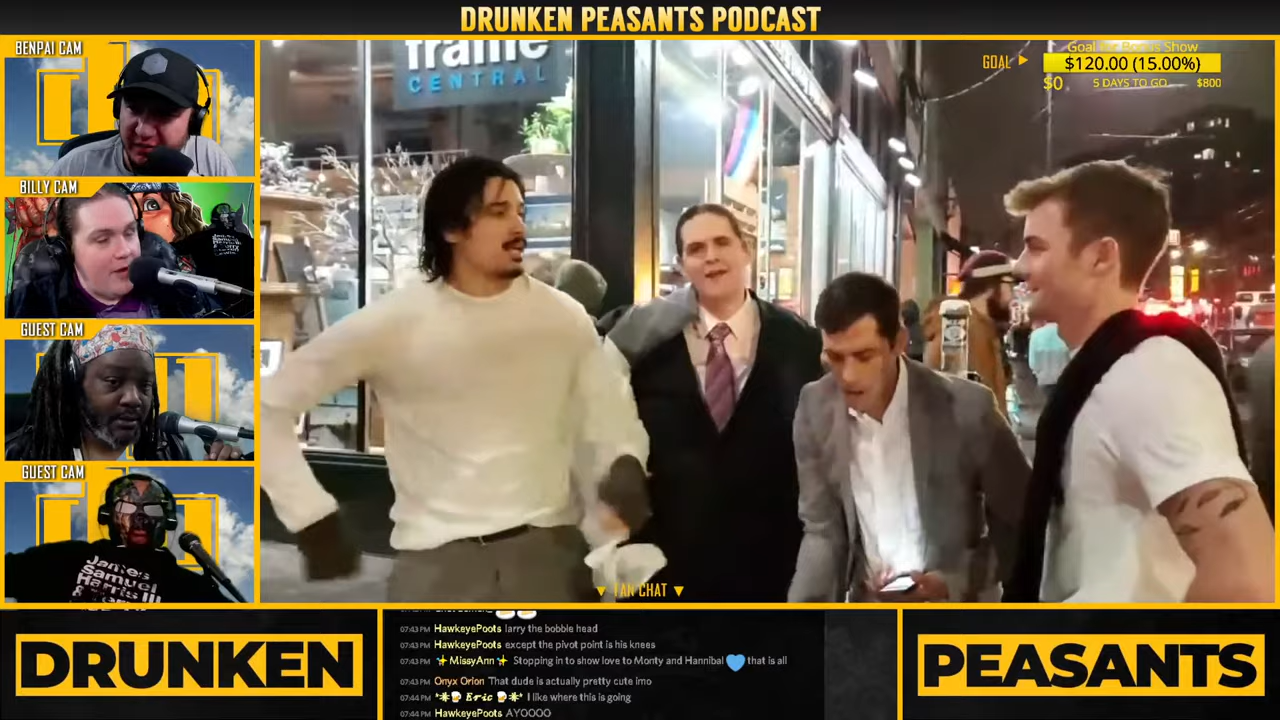 DRUNKEN PEASANTS PODCAST
BENPAI CAM
BILLY CAM
GUEST CAM
GUEST CAM
frame
CENTRAL
GOAL ▶
$120.00 (15.00%)
$0
5 DAYS TO GO
$800
James
Samuel
Harris III
&
▼ FAN CHAT ▼
07:43 PM HawkeyePoots larry the bobble head
07:43 PM HawkeyePoots except the pivot point is his knees
07:43 PM ✨ MissyAnn ✨ Stopping in to show love to Monty and Hannibal 💙 that is all
07:43 PM Onyx Orion That dude is actually pretty cute imo
07:44 PM *☀🍺 Eric 🍺☀* I like where this is going
07:44 PM HawkeyePoots AYOOOO
DRUNKEN
PEASANTS